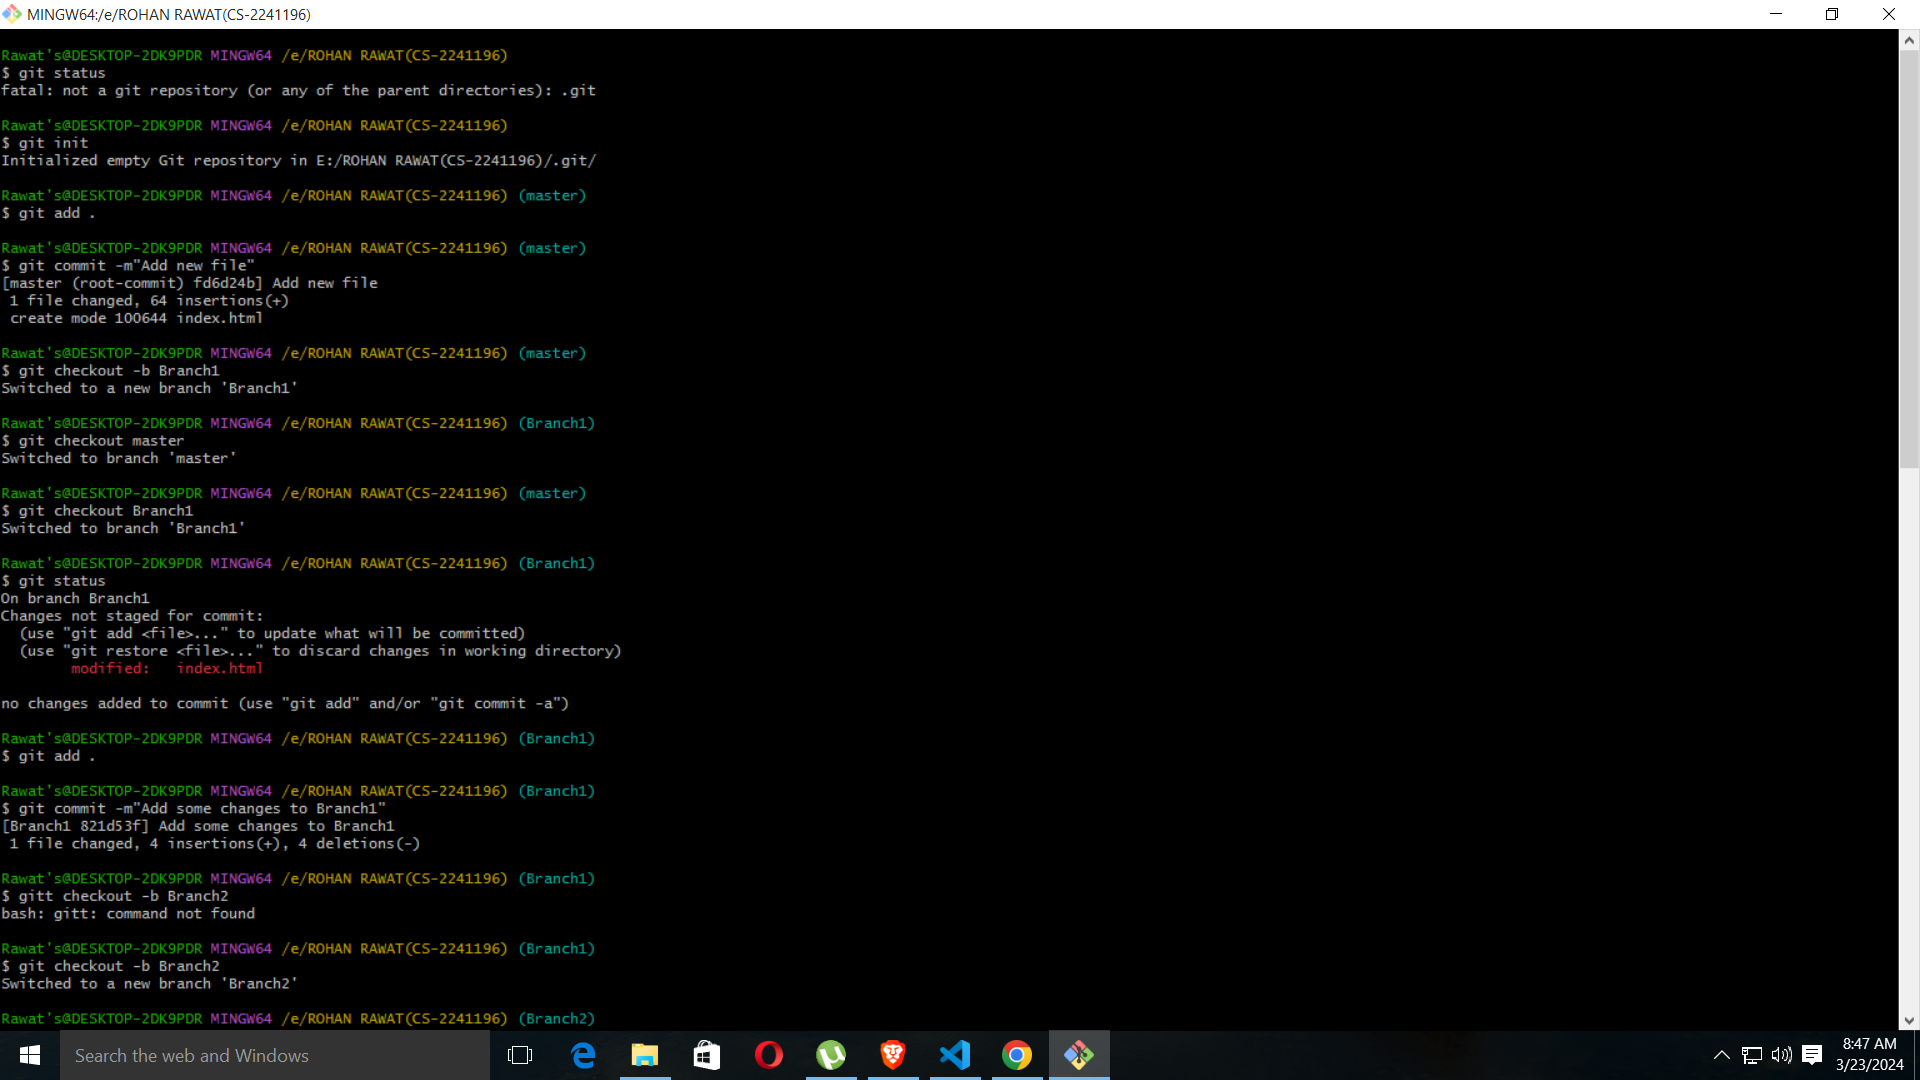 MINGW64:/e/ROHAN RAWAT(CS-2241196)
Rawat's@DESKTOP-2DK9PDR MINGW64 /e/ROHAN RAWAT(CS-2241196)
$ git status
fatal: not a git repository (or any of the parent directories): .git
Rawat's@DESKTOP-2DK9PDR MINGW64 /e/ROHAN RAWAT(CS-2241196)
$ git init
Initialized empty Git repository in E:/ROHAN RAWAT(CS-2241196)/.git/
Rawat's@DESKTOP-2DK9PDR MINGW64 /e/ROHAN RAWAT(CS-2241196) (master)
$ git add .
Rawat's@DESKTOP-2DK9PDR MINGW64 /e/ROHAN RAWAT(CS-2241196) (master)
$ git commit -m"Add new file"
[master (root-commit) fd6d24b] Add new file
 1 file changed, 64 insertions(+)
 create mode 100644 index.html
Rawat's@DESKTOP-2DK9PDR MINGW64 /e/ROHAN RAWAT(CS-2241196) (master)
$ git checkout -b Branch1
Switched to a new branch 'Branch1'
Rawat's@DESKTOP-2DK9PDR MINGW64 /e/ROHAN RAWAT(CS-2241196) (Branch1)
$ git checkout master
Switched to branch 'master'
Rawat's@DESKTOP-2DK9PDR MINGW64 /e/ROHAN RAWAT(CS-2241196) (master)
$ git checkout Branch1
Switched to branch 'Branch1'
Rawat's@DESKTOP-2DK9PDR MINGW64 /e/ROHAN RAWAT(CS-2241196) (Branch1)
$ git status
On branch Branch1
Changes not staged for commit:
  (use "git add <file>..." to update what will be committed)
  (use "git restore <file>..." to discard changes in working directory)
        modified:   index.html
no changes added to commit (use "git add" and/or "git commit -a")
Rawat's@DESKTOP-2DK9PDR MINGW64 /e/ROHAN RAWAT(CS-2241196) (Branch1)
$ git add .
Rawat's@DESKTOP-2DK9PDR MINGW64 /e/ROHAN RAWAT(CS-2241196) (Branch1)
$ git commit -m"Add some changes to Branch1"
[Branch1 821d53f] Add some changes to Branch1
 1 file changed, 4 insertions(+), 4 deletions(-)
Rawat's@DESKTOP-2DK9PDR MINGW64 /e/ROHAN RAWAT(CS-2241196) (Branch1)
$ gitt checkout -b Branch2
bash: gitt: command not found
Rawat's@DESKTOP-2DK9PDR MINGW64 /e/ROHAN RAWAT(CS-2241196) (Branch1)
$ git checkout -b Branch2
Switched to a new branch 'Branch2'
Rawat's@DESKTOP-2DK9PDR MINGW64 /e/ROHAN RAWAT(CS-2241196) (Branch2)
Search the web and Windows
8:47 AM
3/23/2024